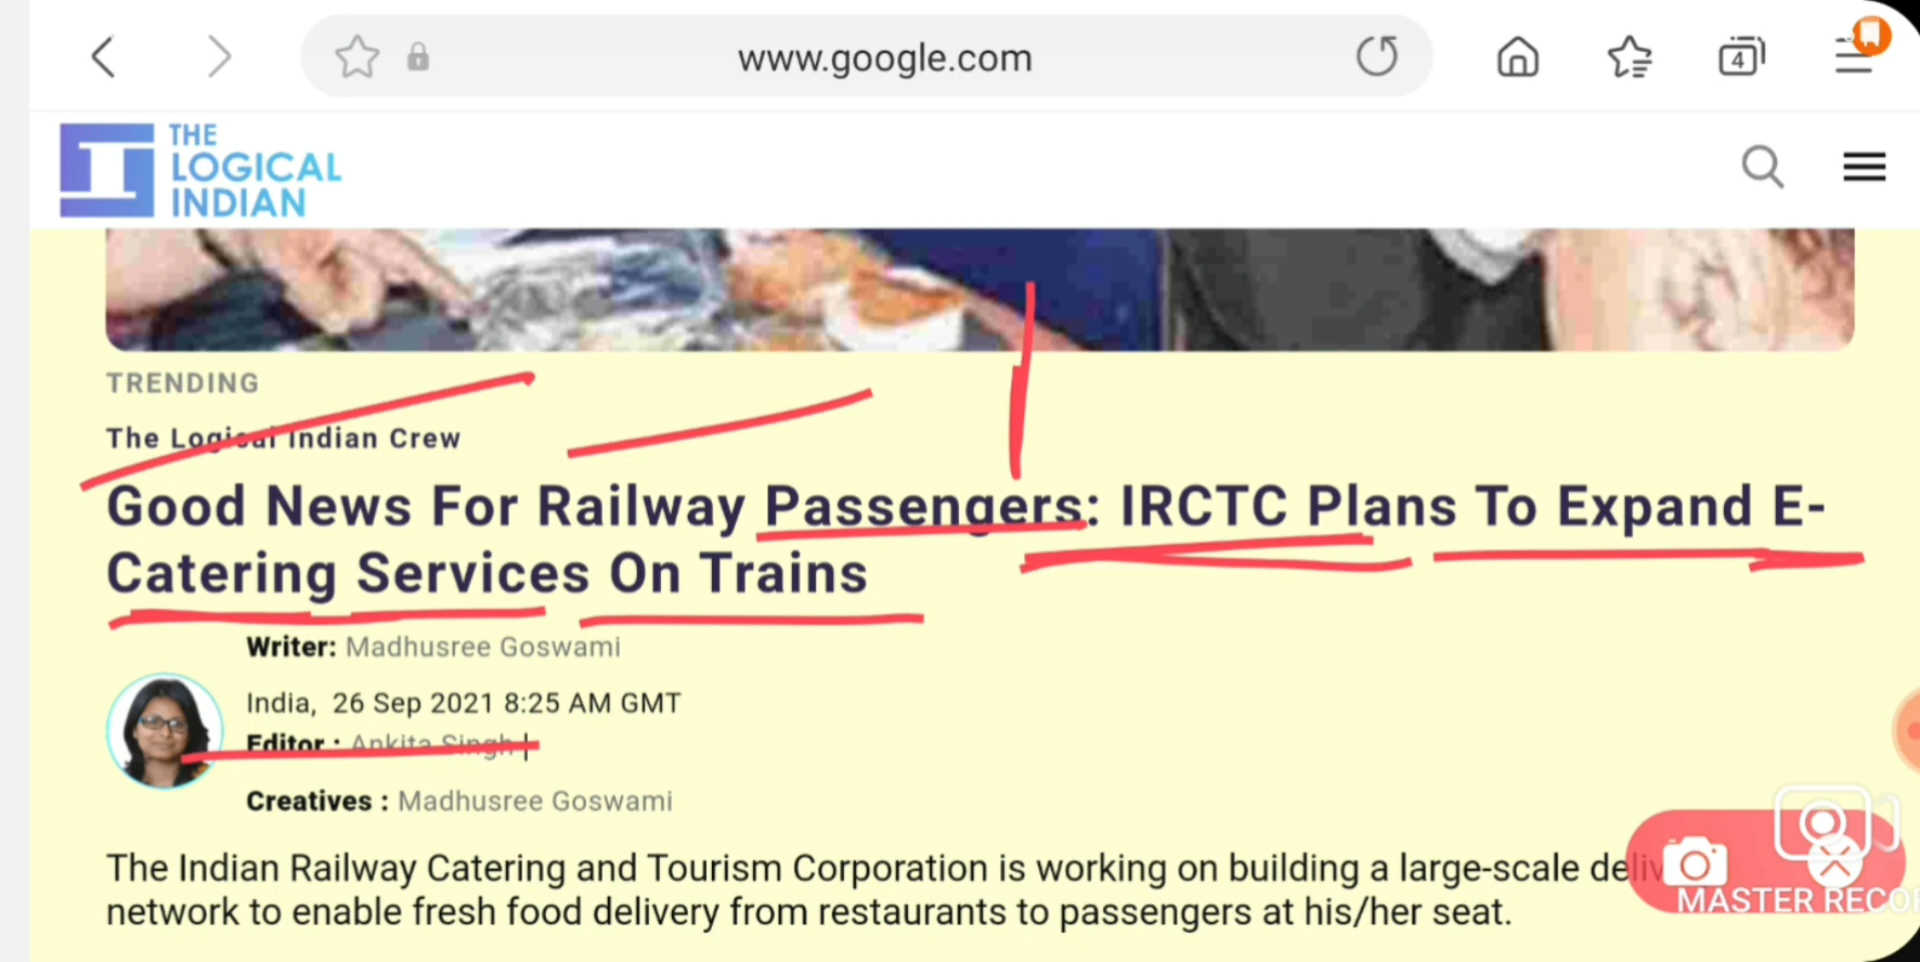 www.google.com
4
THE
LOGICAL
INDIAN
TRENDING
The Logical Indian Crew
Good News For Railway Passengers: IRCTC Plans To Expand E-
Catering Services On Trains
Writer: Madhusree Goswami
India, 26 Sep 2021 8:25 AM GMT
Editor : Ankita Singh |
Creatives : Madhusree Goswami
The Indian Railway Catering and Tourism Corporation is working on building a large-scale
network to enable fresh food delivery from restaurants to passengers at his/her seat.
MASTER